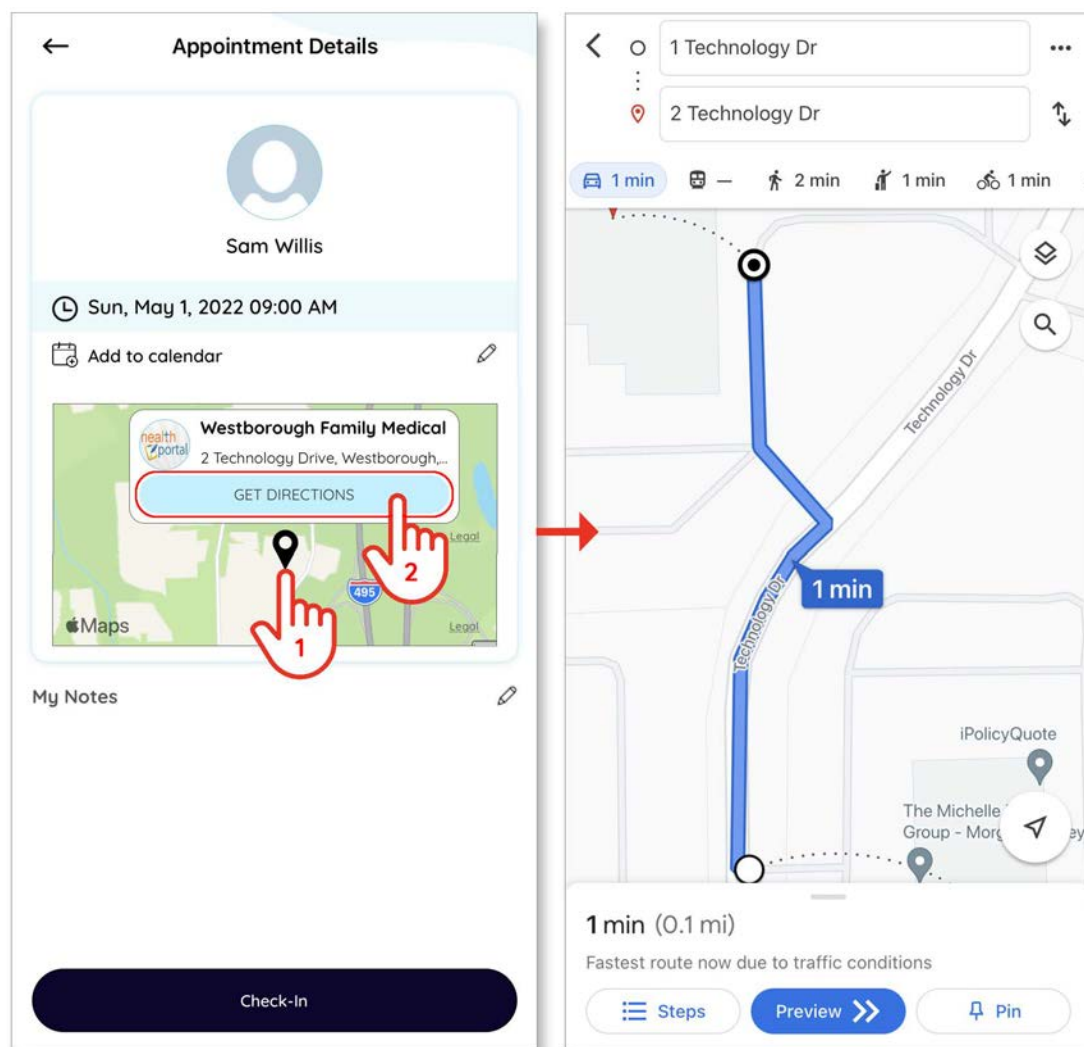 Appointment Details
Sam Willis
Sun, May 1, 2022 09:00 AM
Add to calendar
health
portal
Westborough Family Medical
2 Technology Drive, Westborough,...
GET DIRECTIONS
2
Legal
495
1
Maps
Legal
My Notes
Check-In
1 Technology Dr
2 Technology Dr
1 min
—
2 min
1 min
1 min
Technology Dr
1 min
Technology Dr
iPolicyQuote
The Michelle
Group - Morg
ey
1 min (0.1 mi)
Fastest route now due to traffic conditions
Steps
Preview
Pin